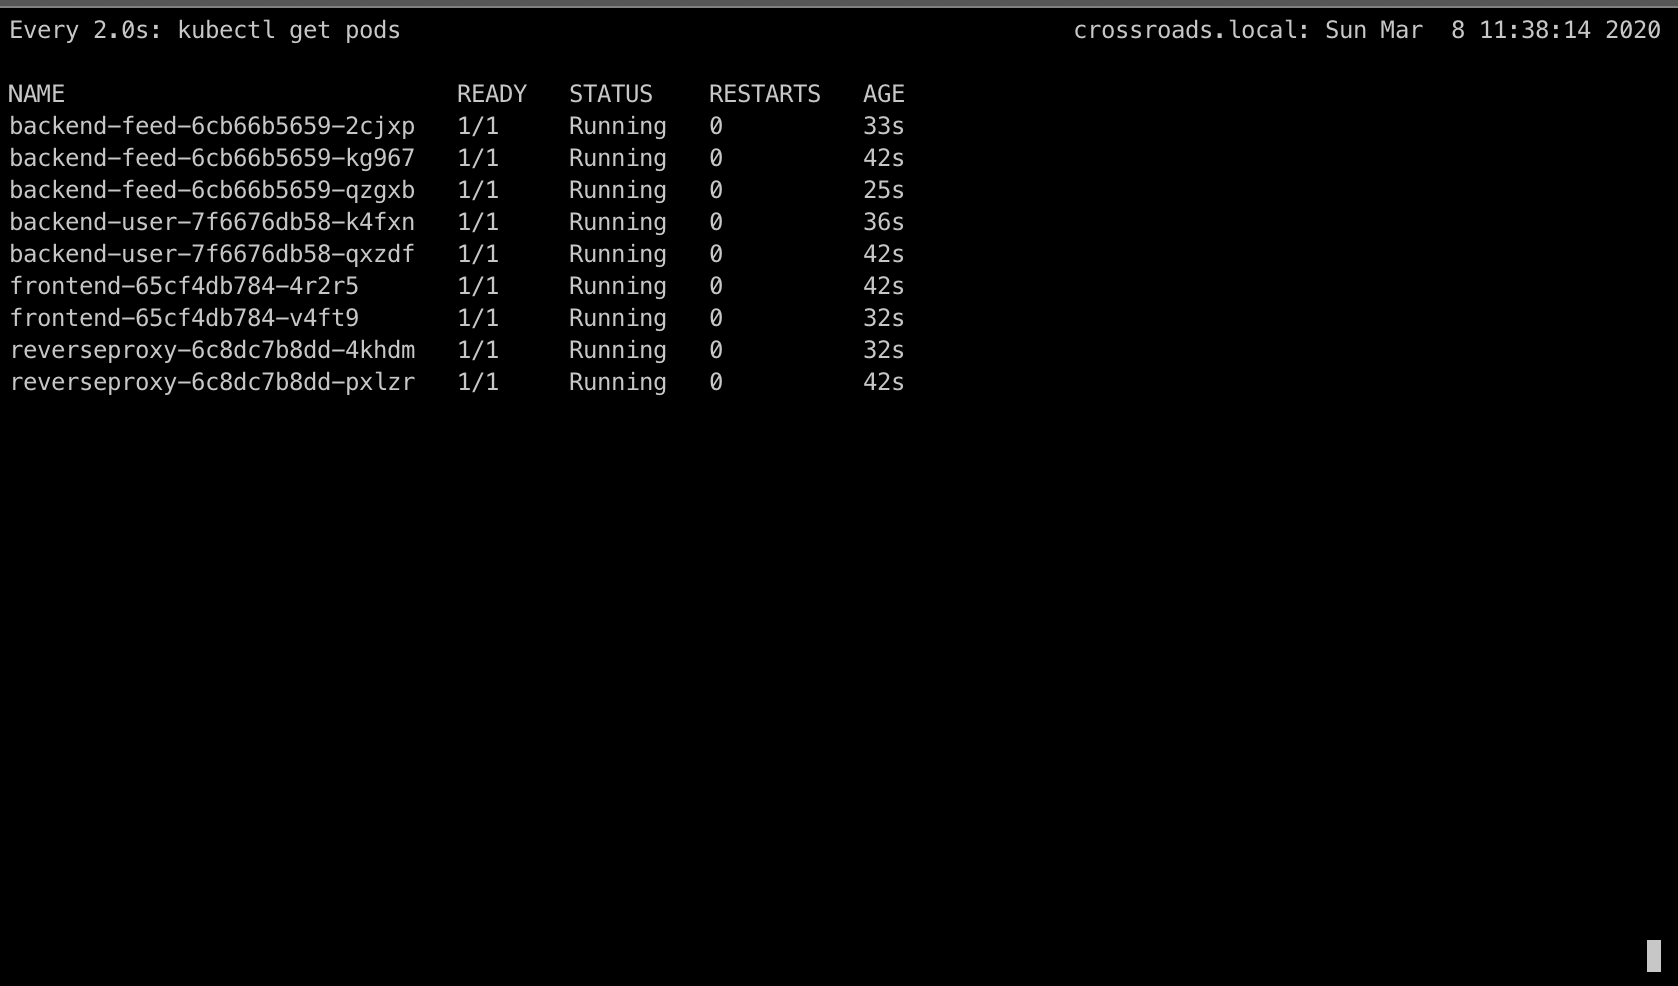 Every 2.0s: kubectl get pods crossroads.local: Sun Mar  8 11:38:14 2020
NAME READY STATUS RESTARTS AGE
backend-feed-6cb66b5659-2cjxp 1/1 Running 0 33s
backend-feed-6cb66b5659-kg967 1/1 Running 0 42s
backend-feed-6cb66b5659-qzgxb 1/1 Running 0 25s
backend-user-7f6676db58-k4fxn 1/1 Running 0 36s
backend-user-7f6676db58-qxzdf 1/1 Running 0 42s
frontend-65cf4db784-4r2r5 1/1 Running 0 42s
frontend-65cf4db784-v4ft9 1/1 Running 0 32s
reverseproxy-6c8dc7b8dd-4khdm 1/1 Running 0 32s
reverseproxy-6c8dc7b8dd-pxlzr 1/1 Running 0 42s